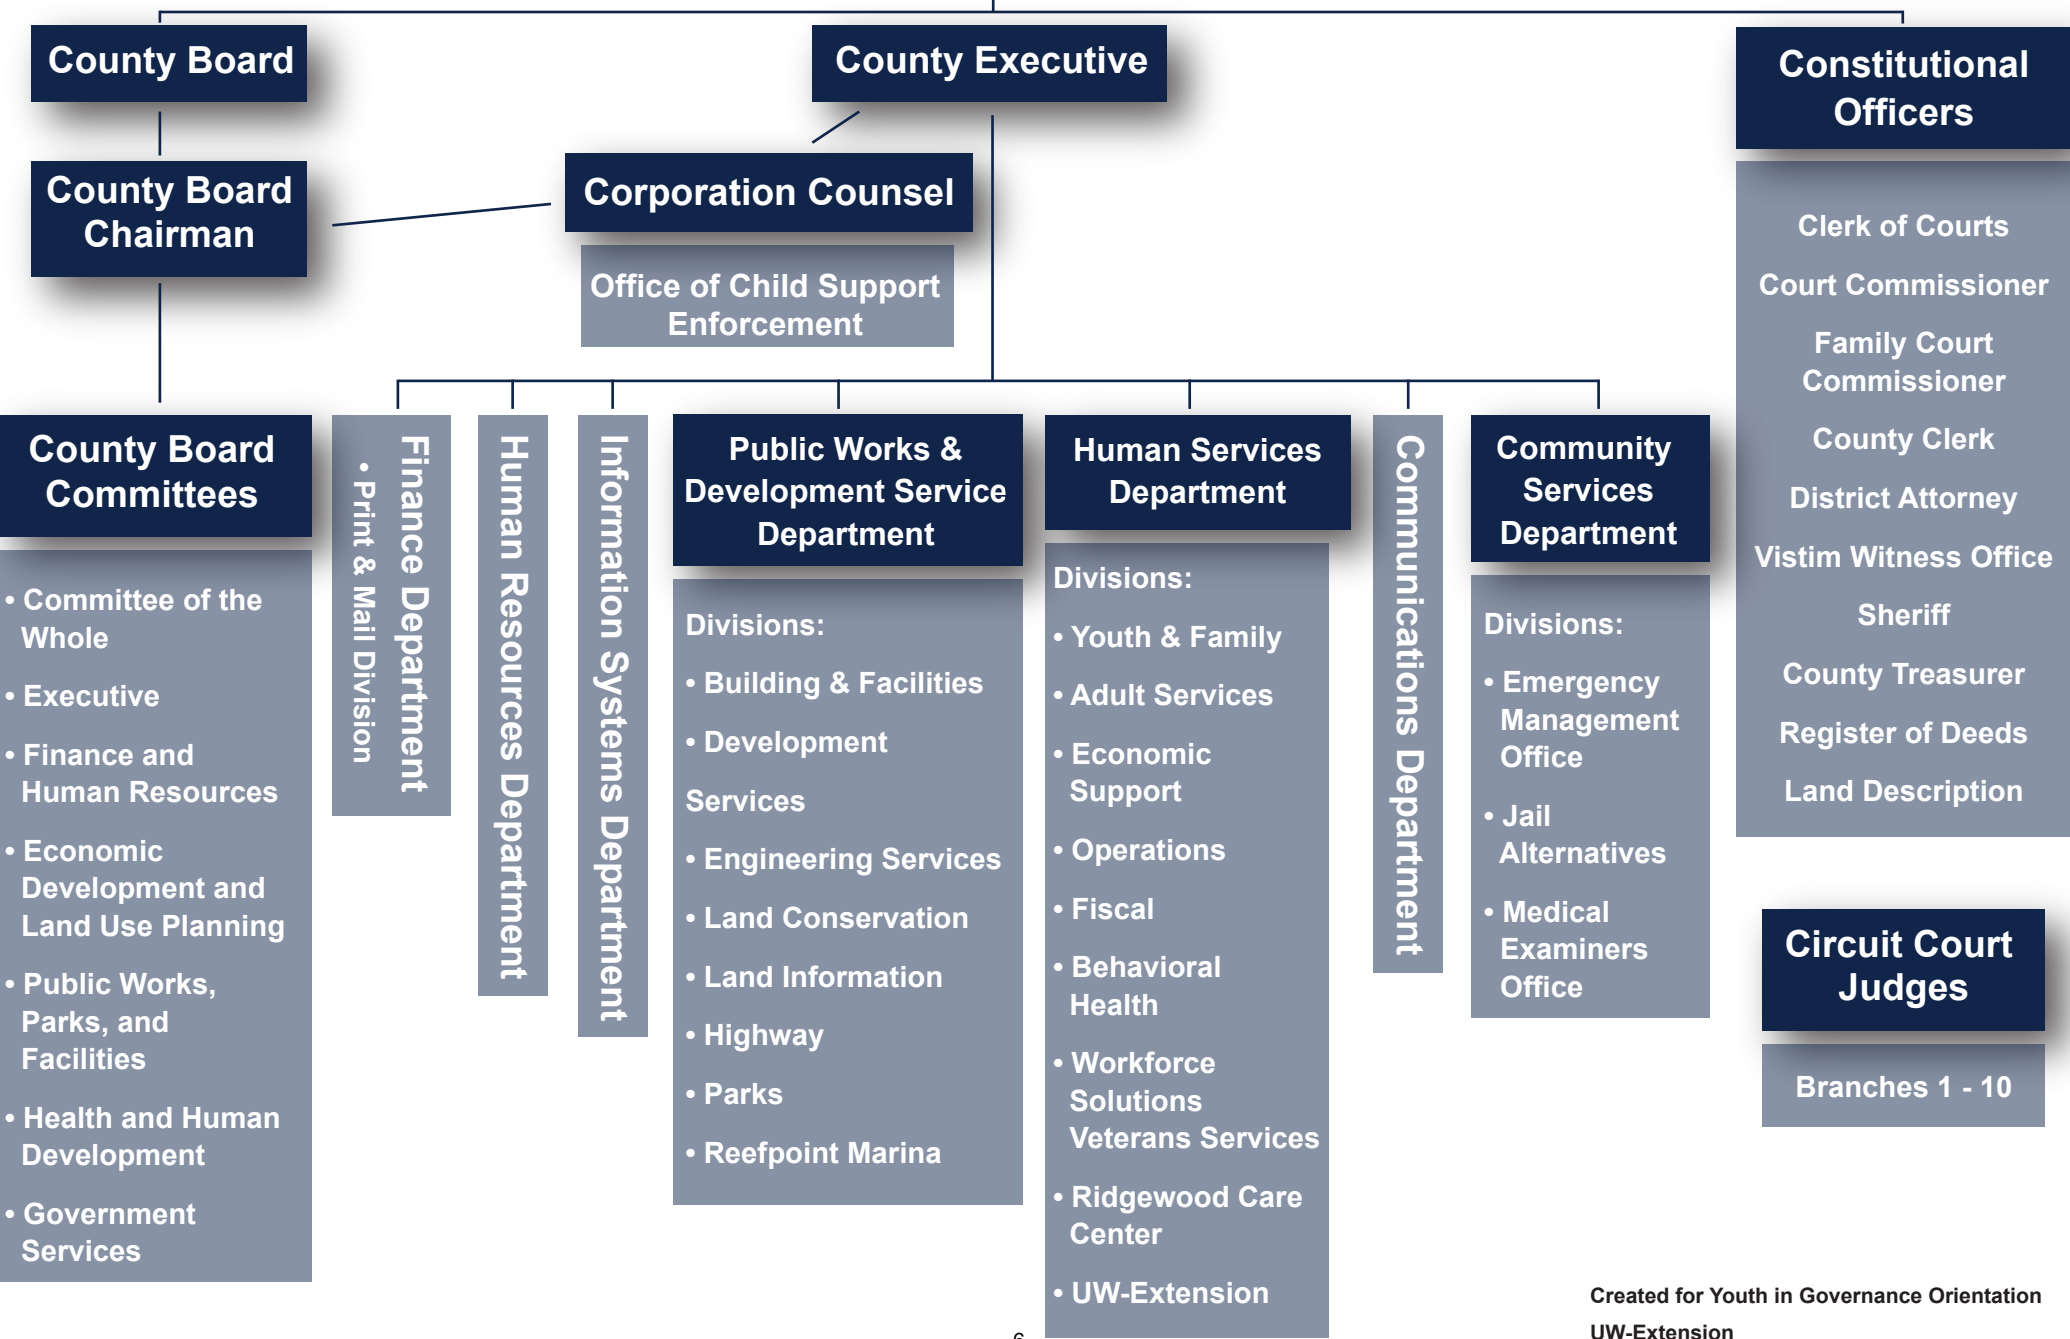 County Board
County Executive
Constitutional
Officers
County Board
Chairman
Corporation Counsel
Office of Child Support
Enforcement
Clerk of Courts
Court Commissioner
Family Court
Commissioner
County Clerk
District Attorney
Vistim Witness Office
Sheriff
County Treasurer
Register of Deeds
Land Description
County Board
Committees
• Committee of the
Whole
• Executive
• Finance and
Human Resources
• Economic
Development and
Land Use Planning
• Public Works,
Parks, and
Facilities
• Health and Human
Development
• Government
Services
Finance Department
• Print & Mail Division
Human Resources Department
Information Systems Department
Public Works &
Development Service
Department
Divisions:
• Building & Facilities
• Development
Services
• Engineering Services
• Land Conservation
• Land Information
• Highway
• Parks
• Reefpoint Marina
Human Services
Department
Divisions:
• Youth & Family
• Adult Services
• Economic
Support
• Operations
• Fiscal
• Behavioral
Health
• Workforce
Solutions
Veterans Services
• Ridgewood Care
Center
• UW-Extension
Communications Department
Community
Services
Department
Divisions:
• Emergency
Management
Office
• Jail
Alternatives
• Medical
Examiners
Office
Circuit Court
Judges
Branches 1 - 10
Created for Youth in Governance Orientation
UW-Extension
6